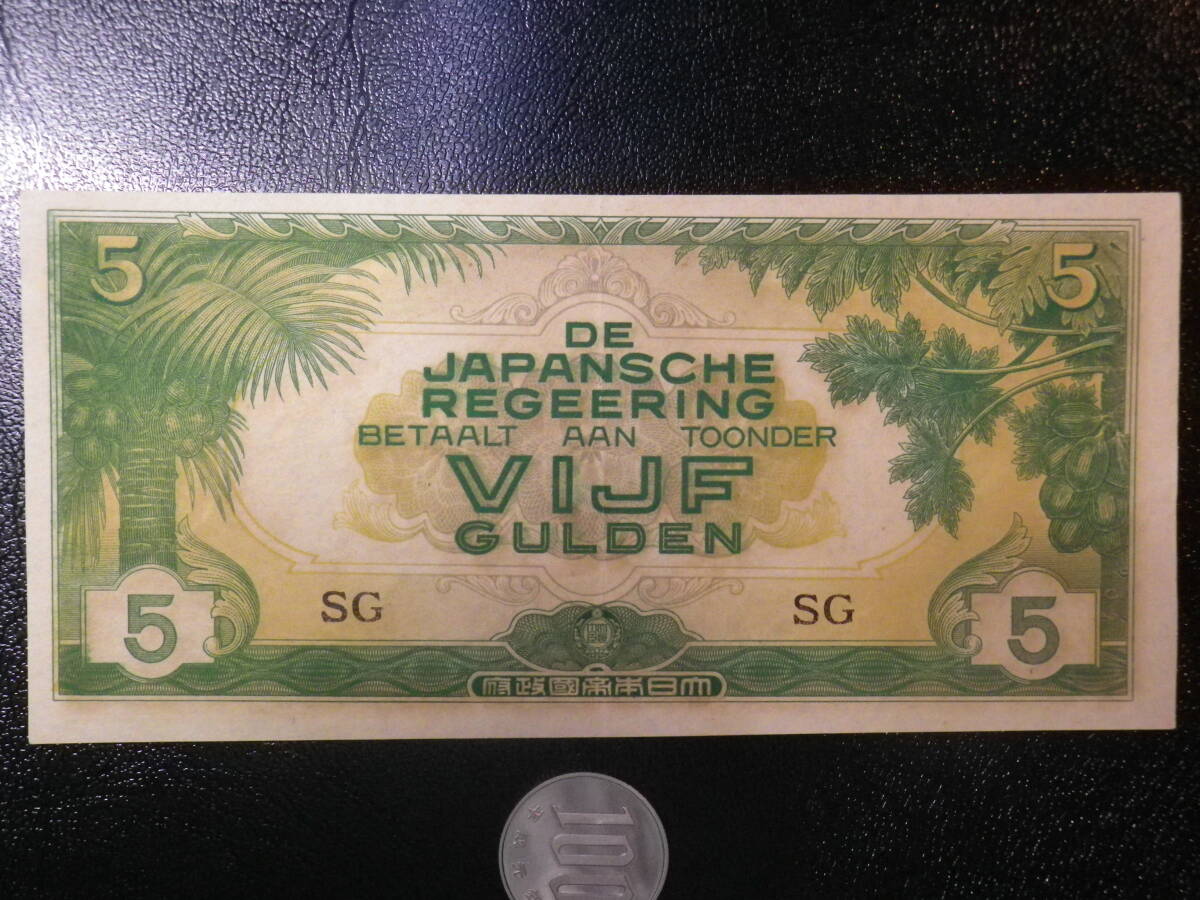 5 5
DE
JAPANSCHE
REGEERING
BETAALT AAN TOONDER
VIJF
GULDEN
SG SG
5 5
府政國帝本日大
100